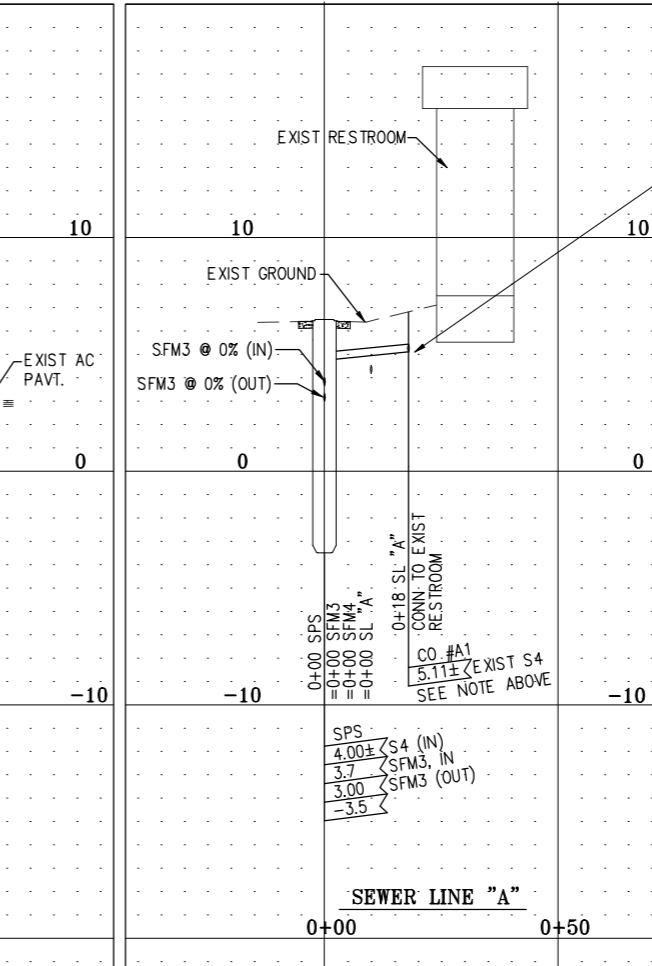 EXIST RESTROOM
10
10
10
EXIST GROUND
SFM3 @ 0% (IN)
EXIST AC
PAVT.
SFM3 @ 0% (OUT)
0
0
0
0+00 SPS
=0+00 SFM3
=0+00 SFM4
=0+00 SL "A"
0+18 SL "A"
CONN TO EXIST
RESTROOM
CO #A1
5.11± EXIST S4
SEE NOTE ABOVE
-10
-10
-10
SPS
4.00± S4 (IN)
3.7 SFM3, IN
3.00 SFM3 (OUT)
-3.5
SEWER LINE "A"
0+00
0+50